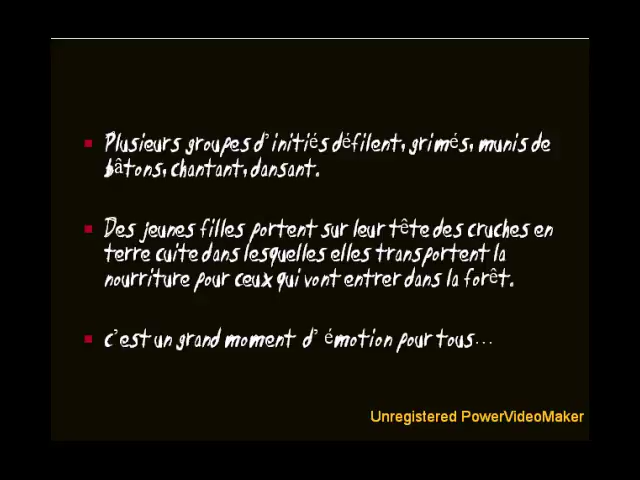 Plusieurs groupes d'initiés défilent, grimés, munis de
bâtons, chantant, dansant.
Des jeunes filles portent sur leur tête des cruches en
terre cuite dans lesquelles elles transportent la
nourriture pour ceux qui vont entrer dans la forêt.
c'est un grand moment d' émotion pour tous...
Unregistered PowerVideoMaker